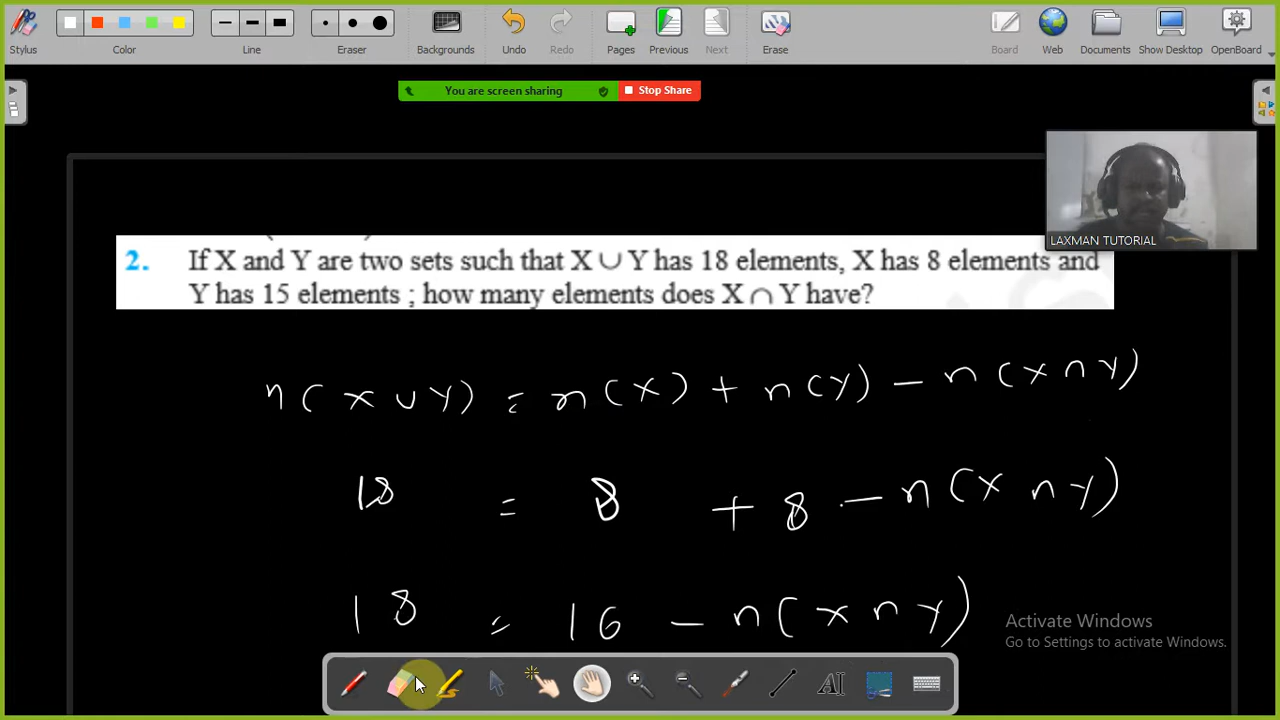 Stylus Color Line Eraser Backgrounds Undo Redo Pages Previous Next Erase Board Web Documents Show Desktop OpenBoard
You are screen sharing Stop Share
LAXMAN TUTORIAL
2. If X and Y are two sets such that X ∪ Y has 18 elements, X has 8 elements and
Y has 15 elements ; how many elements does X ∩ Y have?
n(X ∪ Y) = n(X) + n(Y) - n(X ∩ Y)
18 = 8 + 8 - n(X ∩ Y)
18 = 16 - n(X ∩ Y)
Activate Windows
Go to Settings to activate Windows.
AI